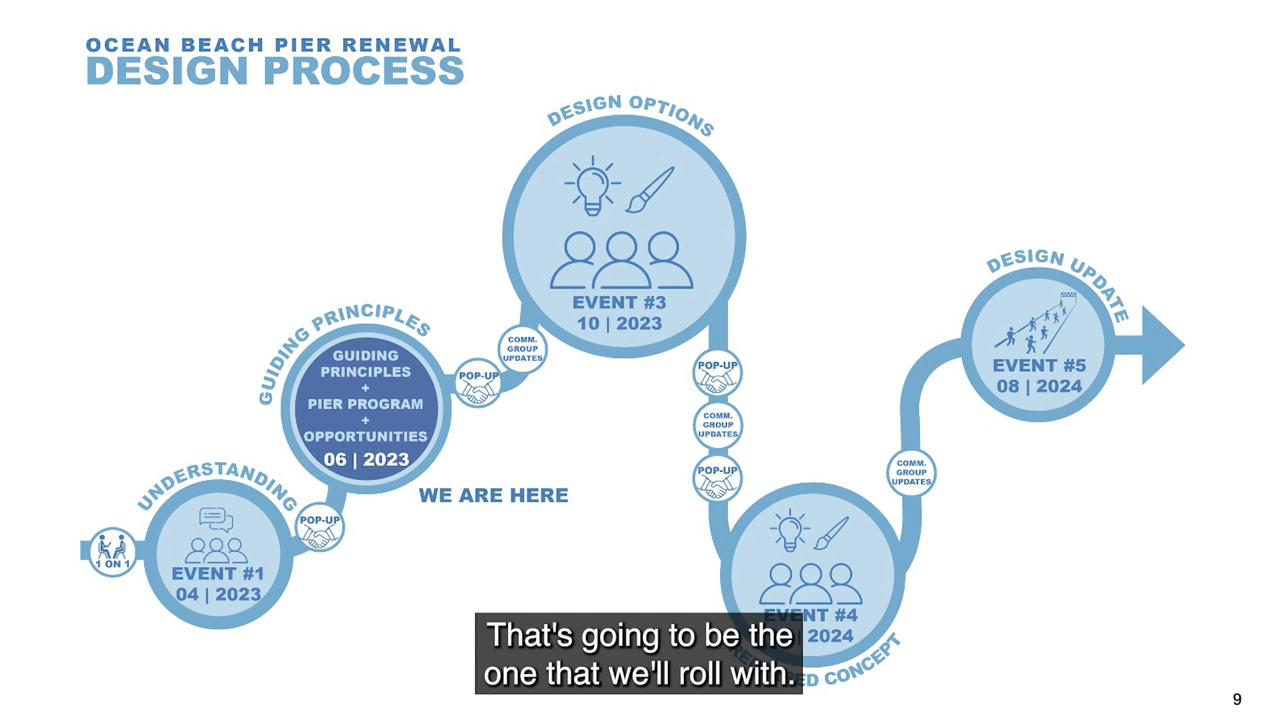 OCEAN BEACH PIER RENEWAL
DESIGN PROCESS
1 ON 1
UNDERSTANDING
EVENT #1
04 | 2023
POP-UP
GUIDING PRINCIPLES
GUIDING
PRINCIPLES
+
PIER PROGRAM
+
OPPORTUNITIES
06 | 2023
WE ARE HERE
POP-UP
COMM.
GROUP
UPDATES
DESIGN OPTIONS
EVENT #3
10 | 2023
POP-UP
COMM.
GROUP
UPDATES
POP-UP
EVENT #4
2024
CONCEPT
COMM.
GROUP
UPDATES
DESIGN UPDATE
EVENT #5
08 | 2024
That's going to be the
one that we'll roll with.
9